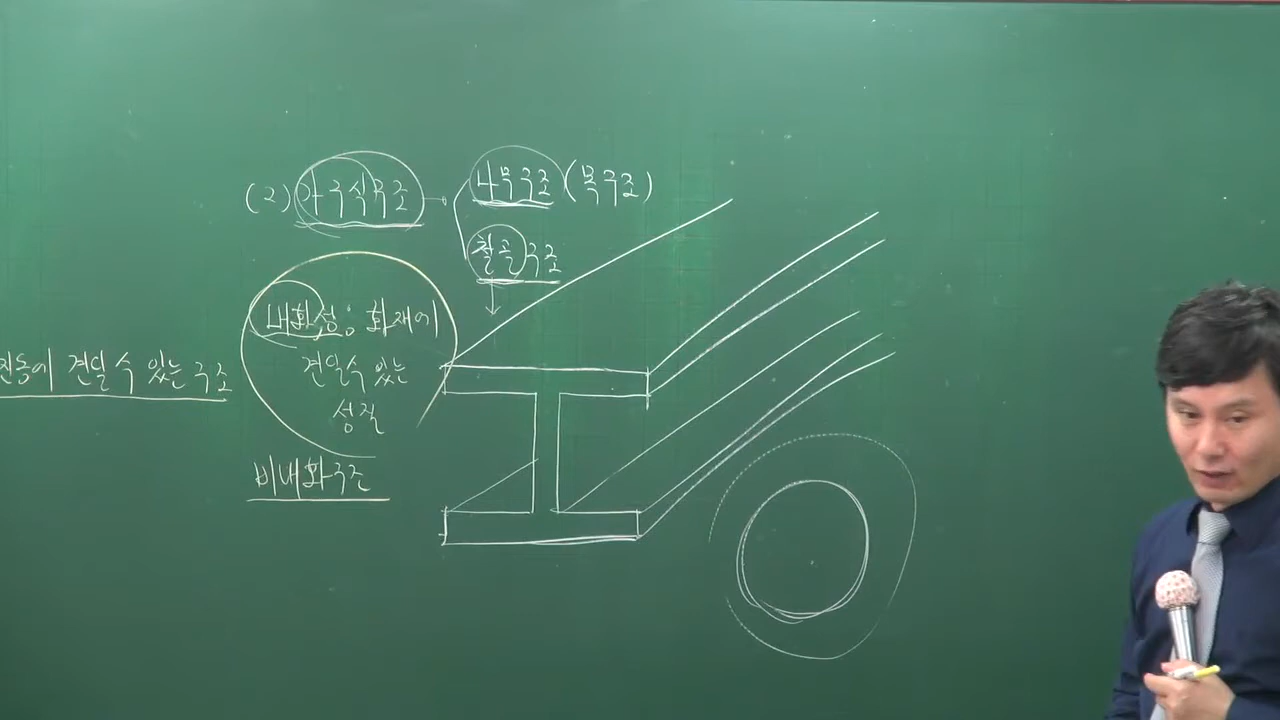 (2) 가구식구조
나무구조 (목구조)
철골구조
내화성: 화재에
견딜수 있는
성질
진동에 견딜 수 있는 구조
비내화구조